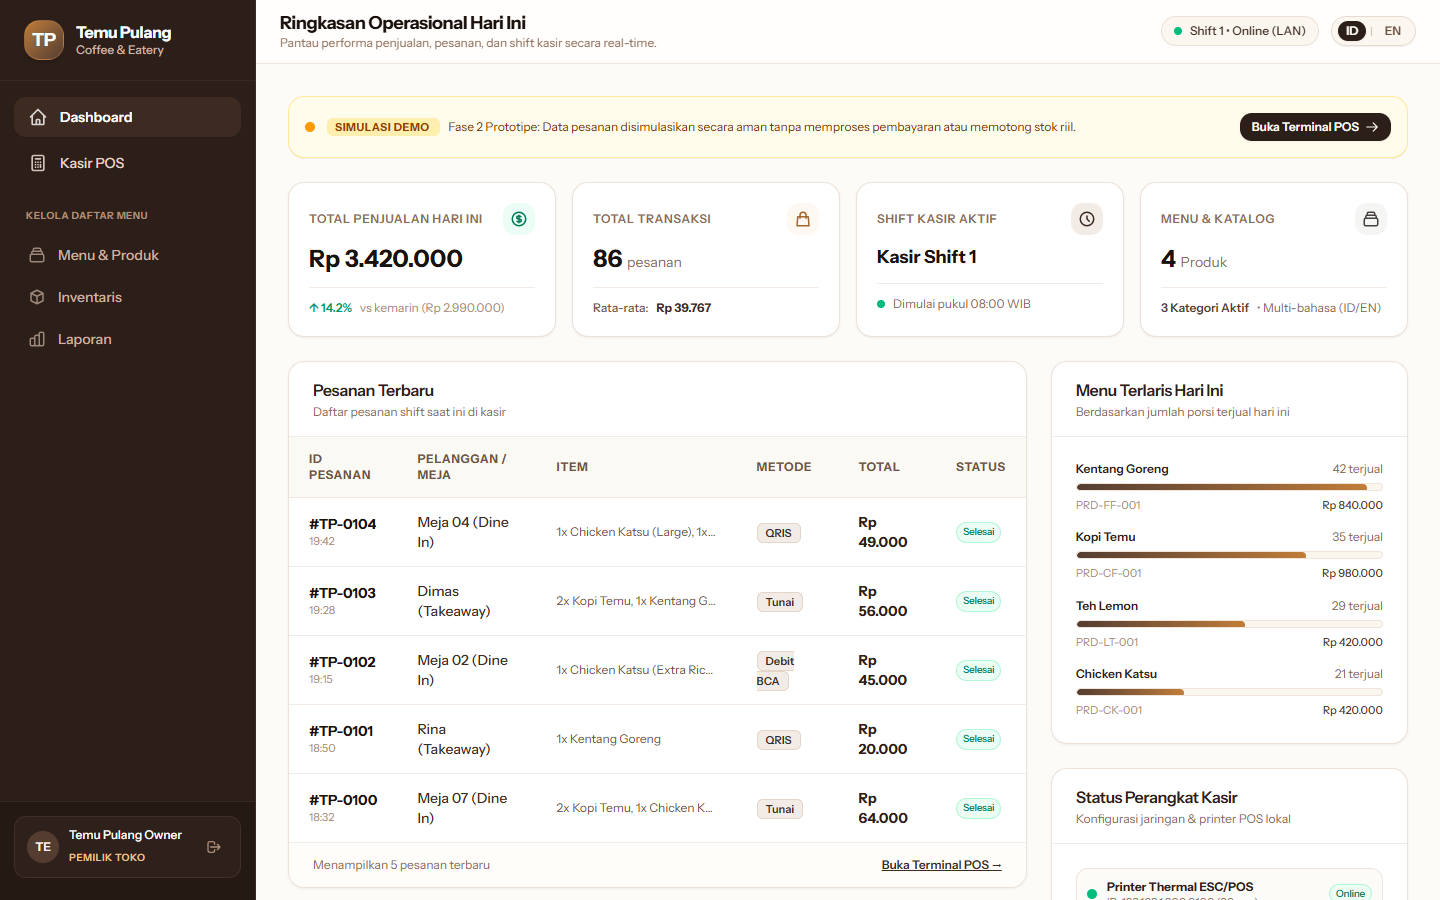 TP
Temu Pulang
Coffee & Eatery
Dashboard
Kasir POS
KELOLA DAFTAR MENU
Menu & Produk
Inventaris
Laporan
TE
Temu Pulang Owner
PEMILIK TOKO
Ringkasan Operasional Hari Ini
Pantau performa penjualan, pesanan, dan shift kasir secara real-time.
Shift 1 • Online (LAN)
ID | EN
SIMULASI DEMO Fase 2 Prototipe: Data pesanan disimulasikan secara aman tanpa memproses pembayaran atau memotong stok riil.
Buka Terminal POS →
TOTAL PENJUALAN HARI INI
Rp 3.420.000
↑ 14.2% vs kemarin (Rp 2.990.000)
TOTAL TRANSAKSI
86 pesanan
Rata-rata: Rp 39.767
SHIFT KASIR AKTIF
Kasir Shift 1
Dimulai pukul 08:00 WIB
MENU & KATALOG
4 Produk
3 Kategori Aktif • Multi-bahasa (ID/EN)
Pesanan Terbaru
Daftar pesanan shift saat ini di kasir
ID PESANAN
PELANGGAN / MEJA
ITEM
METODE
TOTAL
STATUS
#TP-0104
19:42
Meja 04 (Dine In)
1x Chicken Katsu (Large), 1x...
QRIS
Rp 49.000
Selesai
#TP-0103
19:28
Dimas (Takeaway)
2x Kopi Temu, 1x Kentang G...
Tunai
Rp 56.000
Selesai
#TP-0102
19:15
Meja 02 (Dine In)
1x Chicken Katsu (Extra Ric...
Debit BCA
Rp 45.000
Selesai
#TP-0101
18:50
Rina (Takeaway)
1x Kentang Goreng
QRIS
Rp 20.000
Selesai
#TP-0100
18:32
Meja 07 (Dine In)
2x Kopi Temu, 1x Chicken K...
Tunai
Rp 64.000
Selesai
Menampilkan 5 pesanan terbaru
Buka Terminal POS →
Menu Terlaris Hari Ini
Berdasarkan jumlah porsi terjual hari ini
Kentang Goreng 42 terjual
PRD-FF-001 Rp 840.000
Kopi Temu 35 terjual
PRD-CF-001 Rp 980.000
Teh Lemon 29 terjual
PRD-LT-001 Rp 420.000
Chicken Katsu 21 terjual
PRD-CK-001 Rp 420.000
Status Perangkat Kasir
Konfigurasi jaringan & printer POS lokal
Printer Thermal ESC/POS
Online